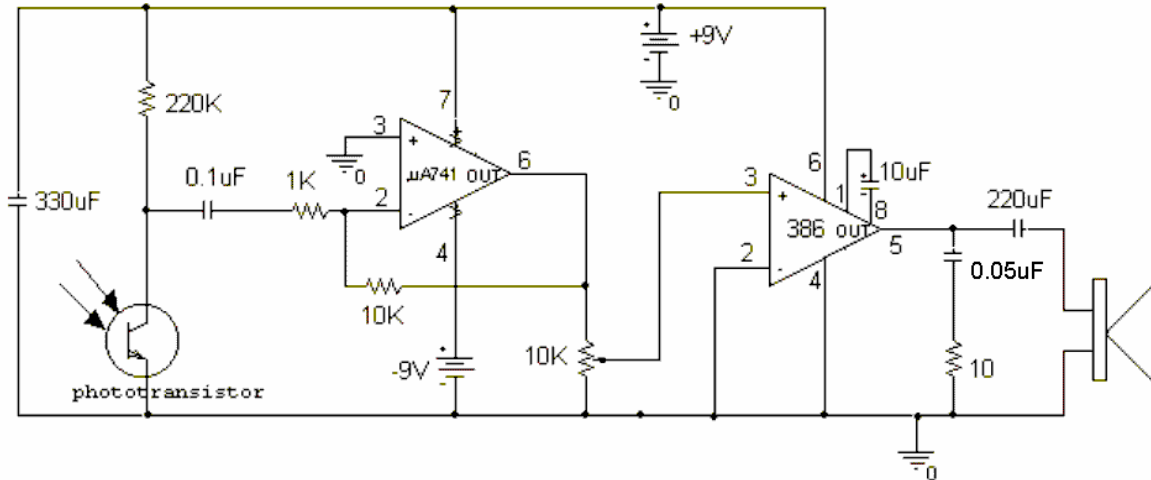 +9V
0
220K
330uF
0.1uF
1K
7
3
+
0
2
-
µA741 OUT
6
4
10K
-9V
10K
phototransistor
3
+
2
-
386 OUT
6
1
10uF
8
5
4
220uF
0.05uF
10
0